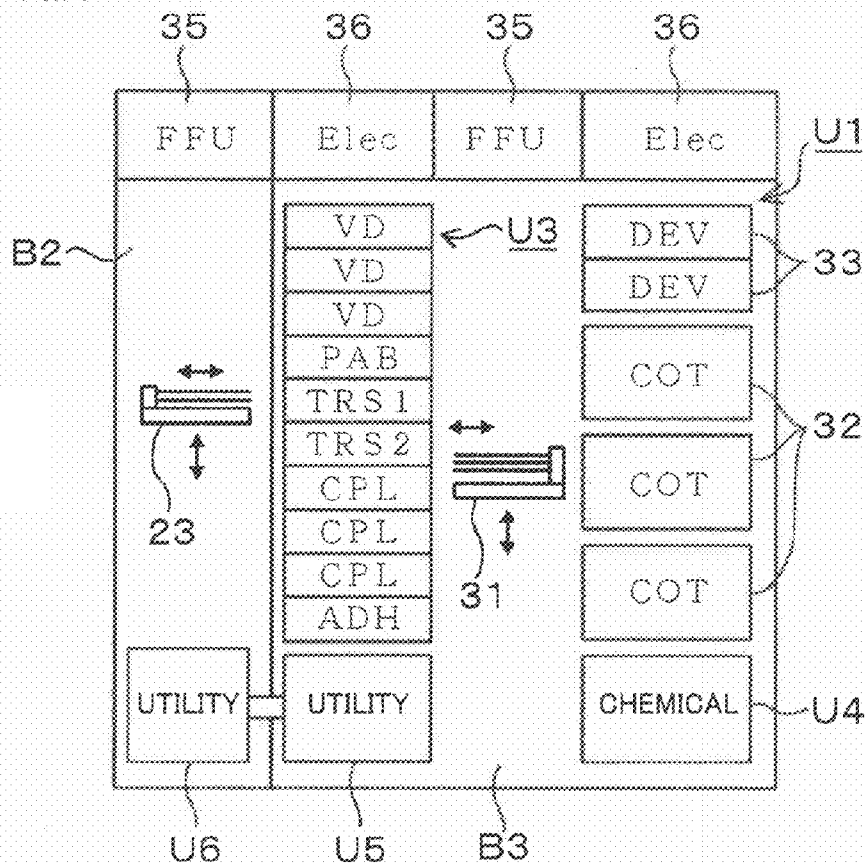 35 36 35 36
FFU Elec FFU Elec
U1
VD U3 DEV
B2 33
VD DEV
VD
PAB COT
TRS1
32
TRS2
CPL COT
23
CPL
31
CPL COT
ADH
UTILITY UTILITY CHEMICAL U4
U6 U5 B3